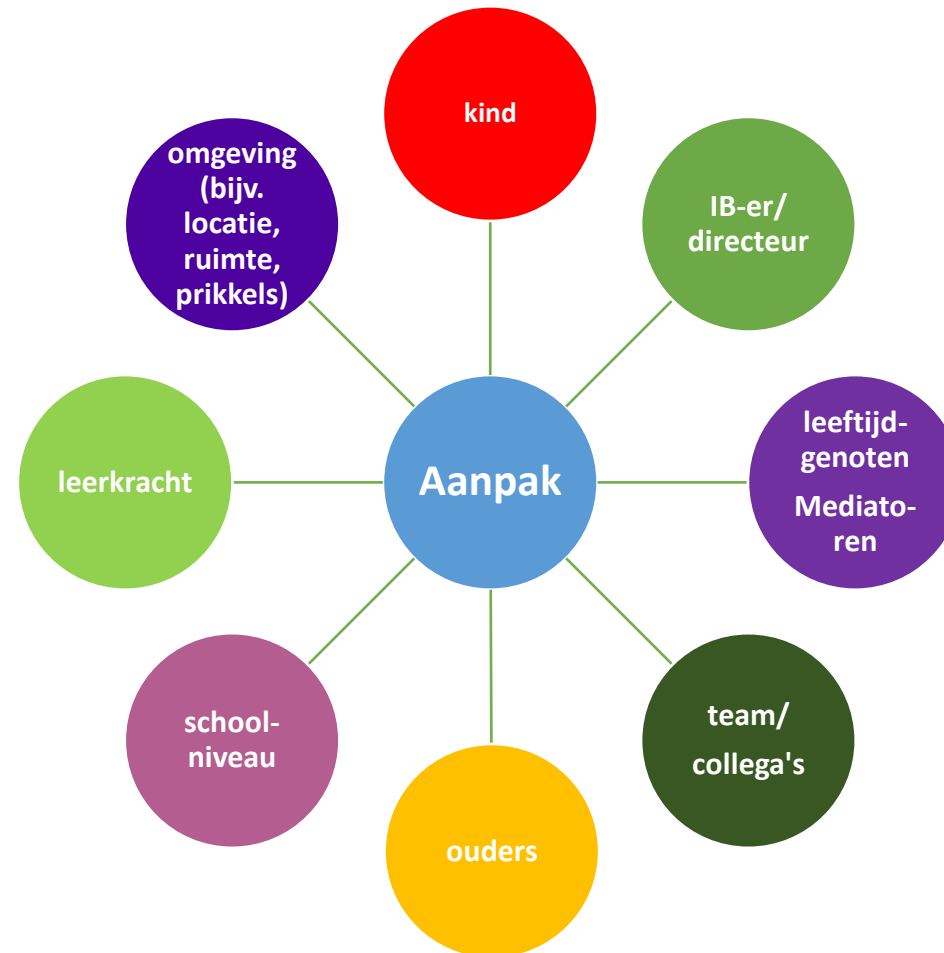 kind
omgeving
(bijv.
locatie,
ruimte,
prikkels)
IB-er/
directeur
leeftijd-
genoten
Mediato-
ren
Aanpak
leerkracht
school-
niveau
team/
collega's
ouders